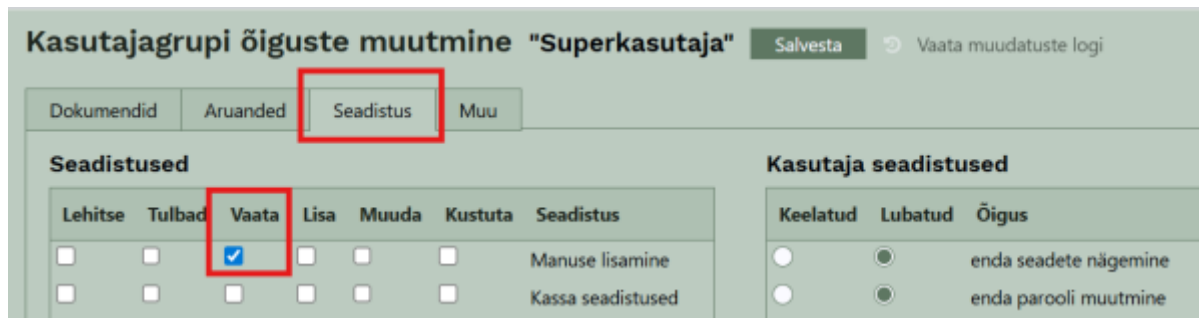 Kasutajagrupi õiguste muutmine "Superkasutaja" Salvesta Vaata muudatuste logi
Dokumendid Aruanded Seadistus Muu
Seadistused
Lehitse Tulbad Vaata Lisa Muuda Kustuta Seadistus
Manuse lisamine
Kassa seadistused
Kasutaja seadistused
Keelatud Lubatud Õigus
enda seadete nägemine
enda parooli muutmine